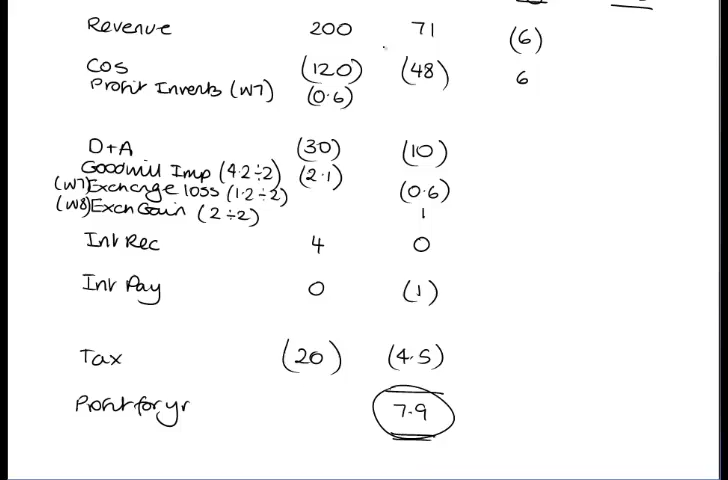 Revenue 200 71 (6)
COS (120) (48) 6
Profit Invents (W7) (0.6)
D+A (30) (10)
Goodwill Imp (4.2÷2) (2.1)
(W7) Exchange loss (1.2÷2) (0.6)
(W8) Exch Gain (2÷2) 1
Int Rec 4 0
Int Pay 0 (1)
Tax (20) (4.5)
Profit for yr 7.9